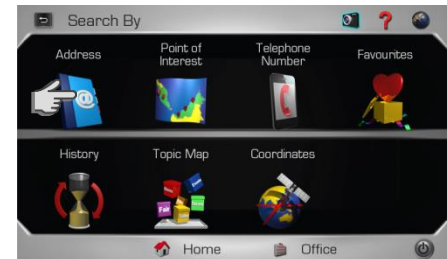 Search By
Address
Point of
Interest
Telephone
Number
Favourites
History
Topic Map
Coordinates
Home
Office